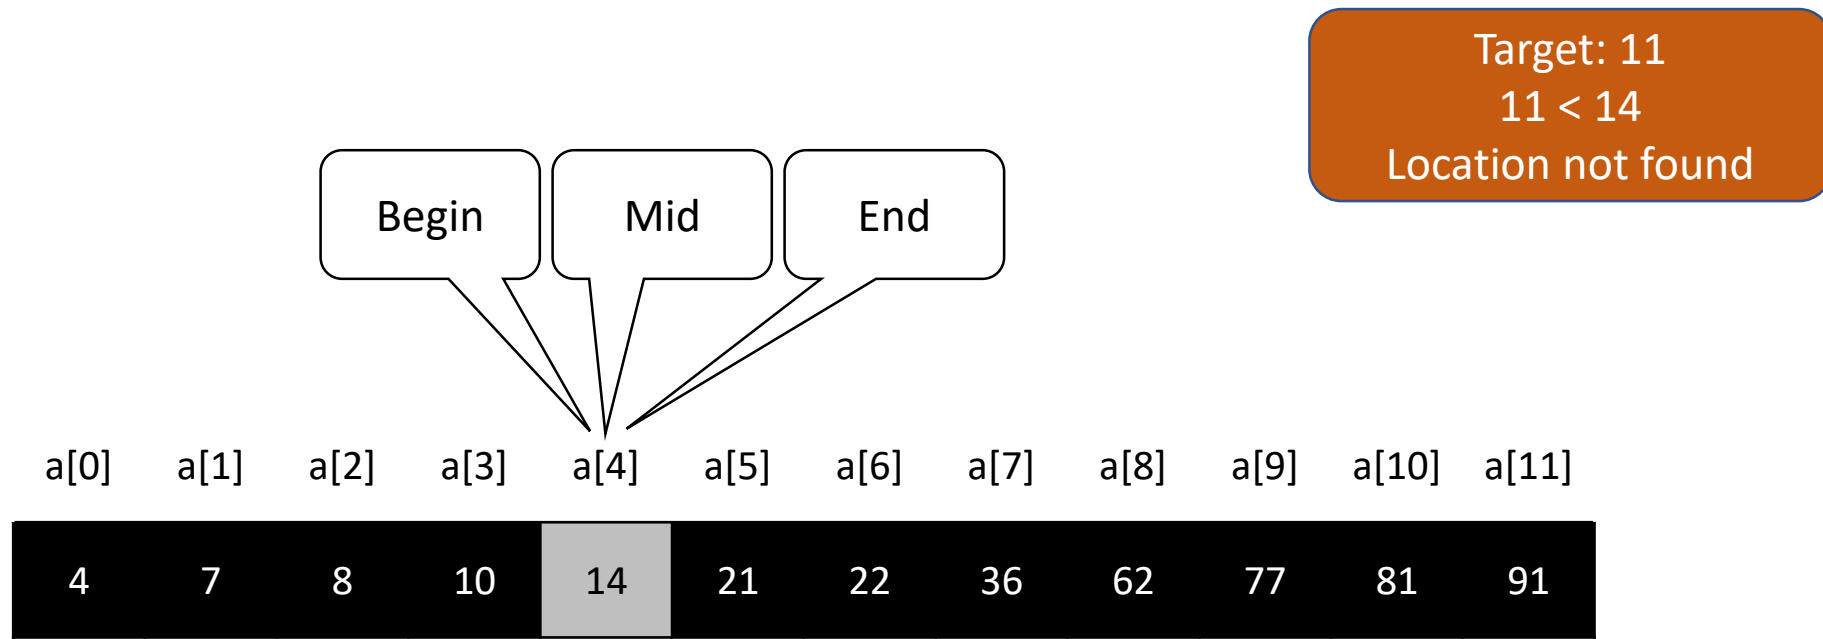 Target: 11
11 < 14
Location not found
Begin Mid End
a[0] a[1] a[2] a[3] a[4] a[5] a[6] a[7] a[8] a[9] a[10] a[11]
4 7 8 10 14 21 22 36 62 77 81 91